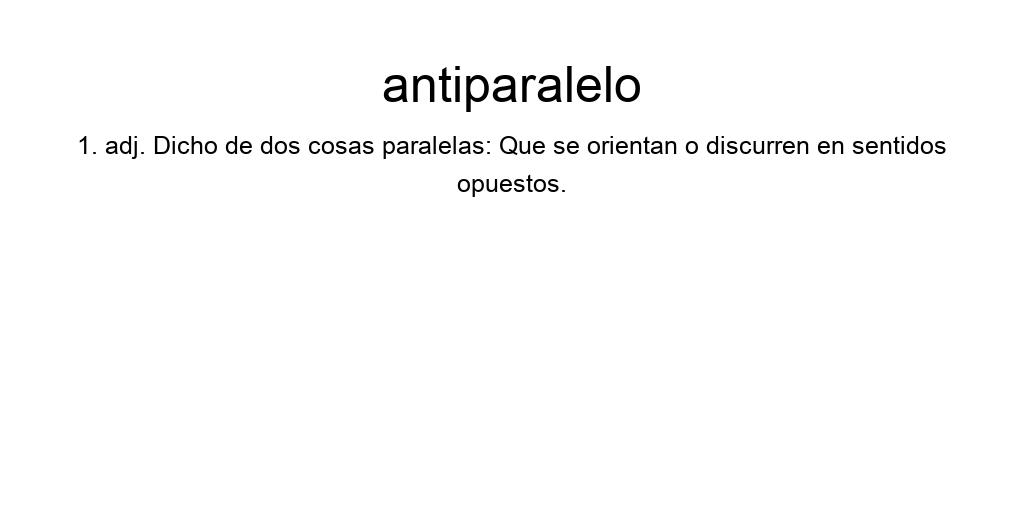 antiparalelo
1. adj. Dicho de dos cosas paralelas: Que se orientan o discurren en sentidos
opuestos.